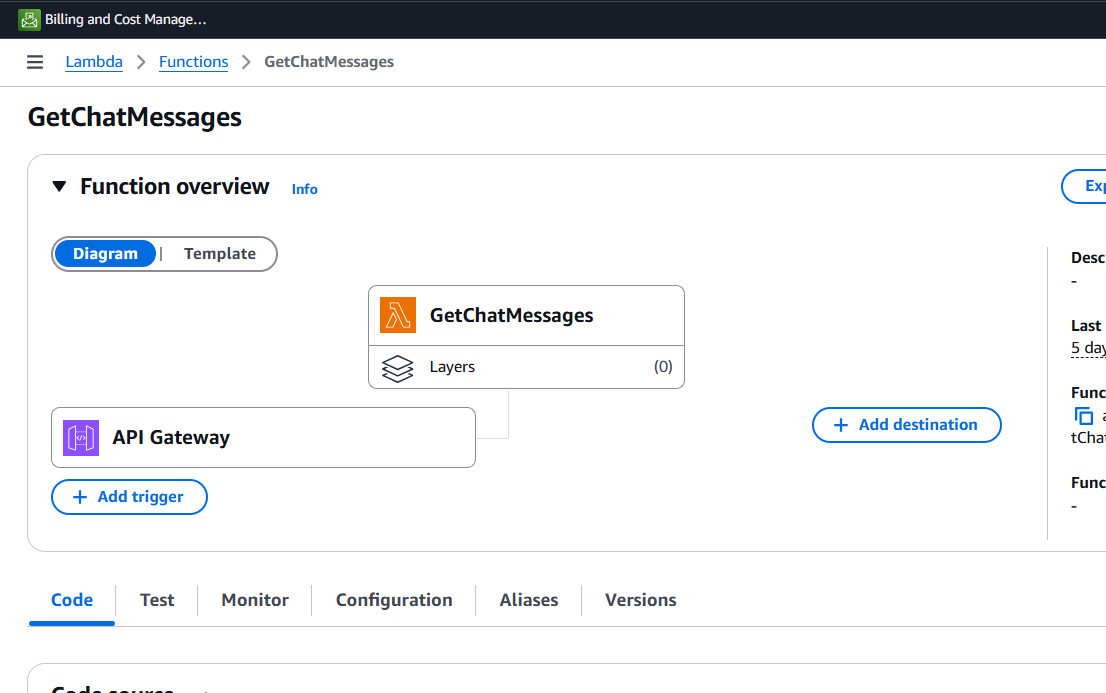 Billing and Cost Manage...
Lambda > Functions > GetChatMessages
GetChatMessages
Function overview Info
Diagram | Template
GetChatMessages
Layers (0)
API Gateway
+ Add destination
+ Add trigger
Desc
-
Last
5 day
Func
tChat
Func
-
Code Test Monitor Configuration Aliases Versions